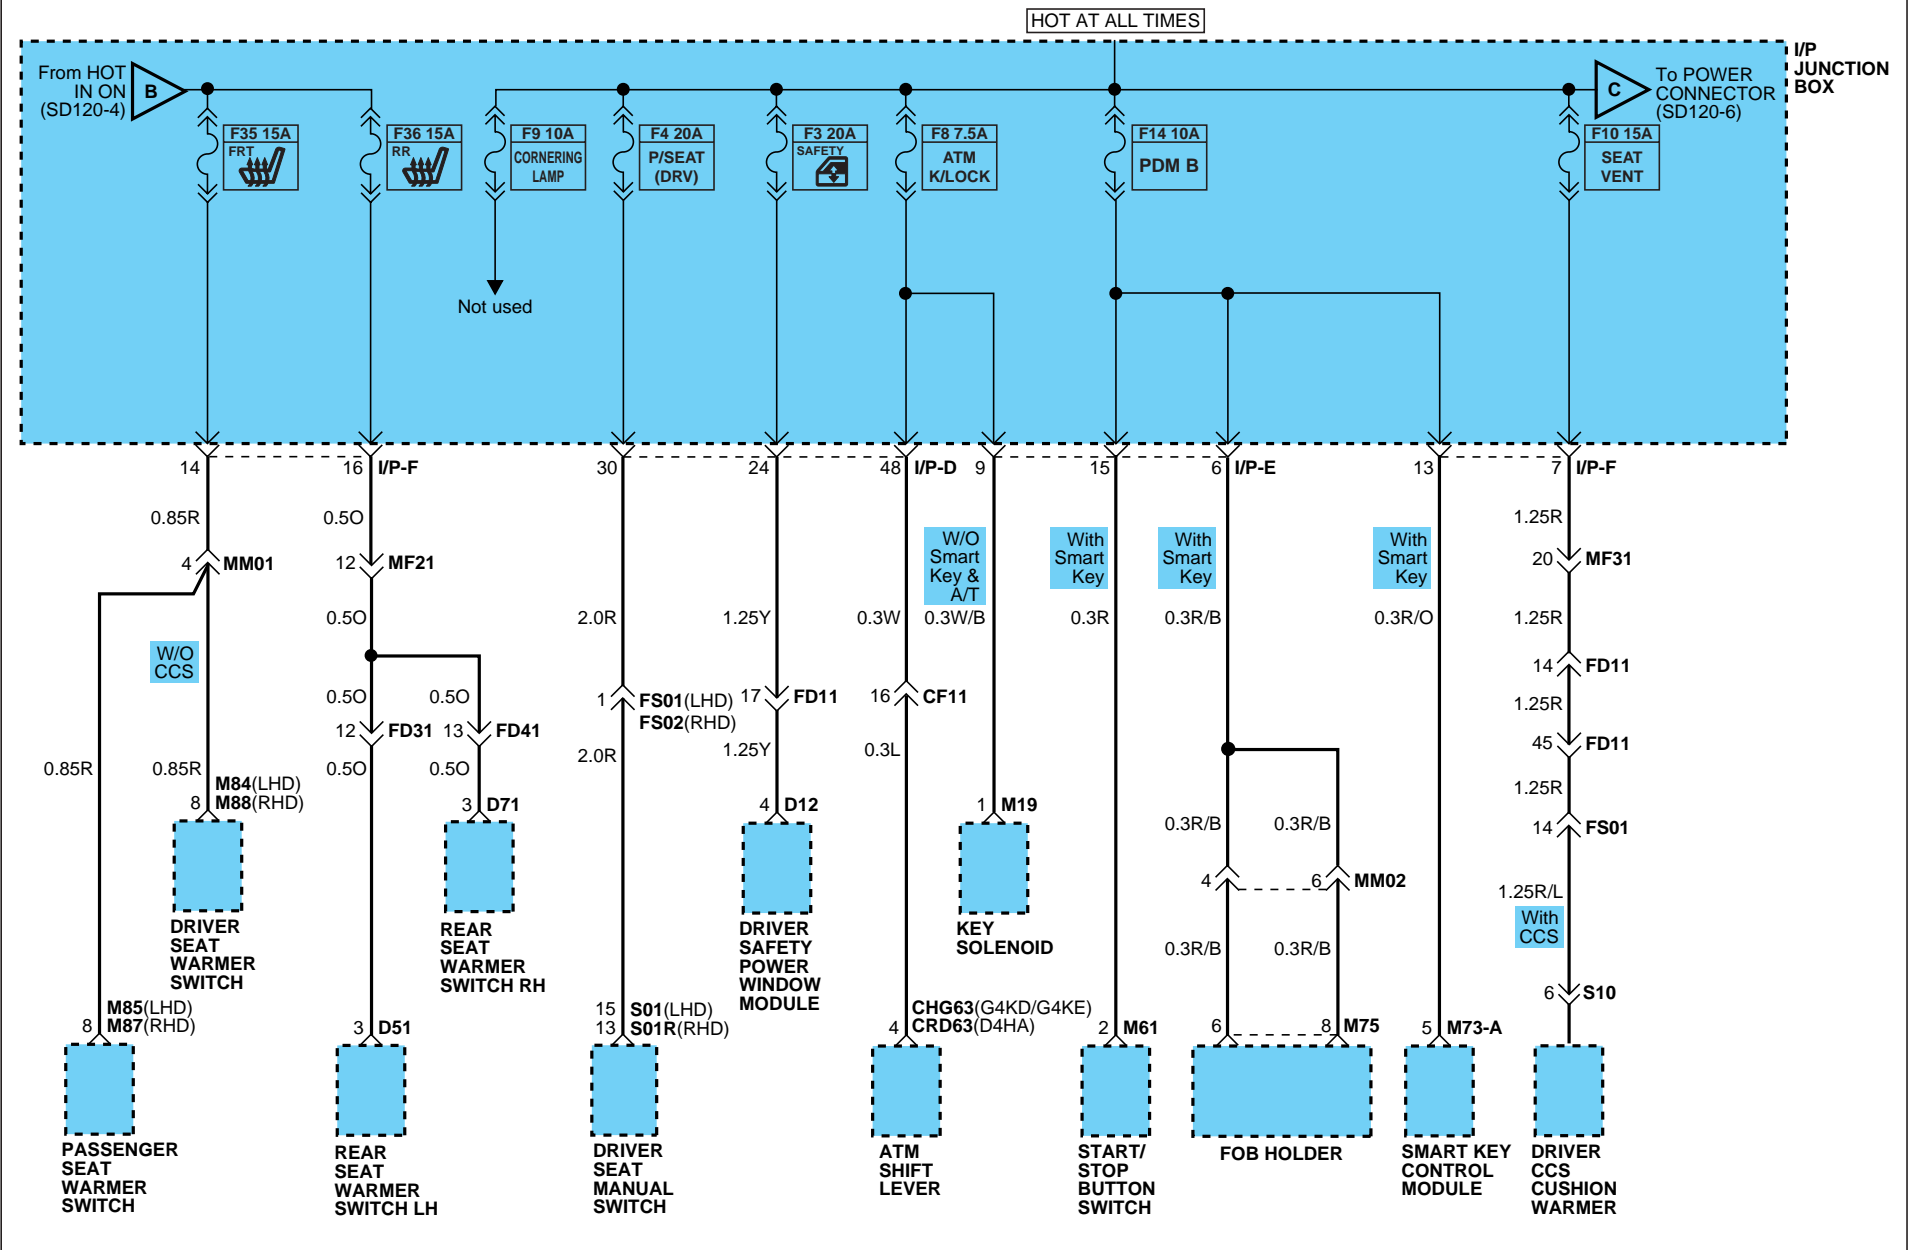 HOT AT ALL TIMES
I/P
JUNCTION
BOX
From HOT
IN ON
(SD120-4)
B
C
To POWER
CONNECTOR
(SD120-6)
F35 15A
FRT
F36 15A
RR
F9 10A
CORNERING
LAMP
F4 20A
P/SEAT
(DRV)
F3 20A
SAFETY
F8 7.5A
ATM
K/LOCK
F14 10A
PDM B
F10 15A
SEAT
VENT
Not used
14
16 I/P-F
30
24
48 I/P-D
9
15
6 I/P-E
13
7 I/P-F
0.85R
0.5O
1.25R
W/O
Smart
Key &
A/T
With
Smart
Key
With
Smart
Key
With
Smart
Key
4 MM01
12 MF21
20 MF31
0.5O
2.0R
1.25Y
0.3W
0.3W/B
0.3R
0.3R/B
0.3R/O
1.25R
W/O
CCS
14 FD11
0.5O
0.5O
1 FS01(LHD)
FS02(RHD)
17 FD11
16 CF11
1.25R
12 FD31
13 FD41
45 FD11
0.85R
0.85R
0.5O
0.5O
2.0R
1.25Y
0.3L
1.25R
M84(LHD)
8 M88(RHD)
3 D71
4 D12
1 M19
0.3R/B
0.3R/B
14 FS01
4
6 MM02
1.25R/L
With
CCS
DRIVER
SEAT
WARMER
SWITCH
REAR
SEAT
WARMER
SWITCH RH
DRIVER
SAFETY
POWER
WINDOW
MODULE
KEY
SOLENOID
0.3R/B
0.3R/B
6 S10
M85(LHD)
8 M87(RHD)
3 D51
15 S01(LHD)
13 S01R(RHD)
CHG63(G4KD/G4KE)
4 CRD63(D4HA)
2 M61
6
8 M75
5 M73-A
PASSENGER
SEAT
WARMER
SWITCH
REAR
SEAT
WARMER
SWITCH LH
DRIVER
SEAT
MANUAL
SWITCH
ATM
SHIFT
LEVER
START/
STOP
BUTTON
SWITCH
FOB HOLDER
SMART KEY
CONTROL
MODULE
DRIVER
CCS
CUSHION
WARMER